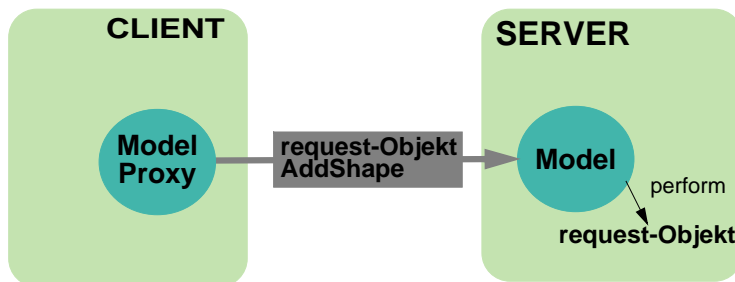 CLIENT
SERVER
Model
Proxy
request-Objekt
AddShape
Model
perform
request-Objekt